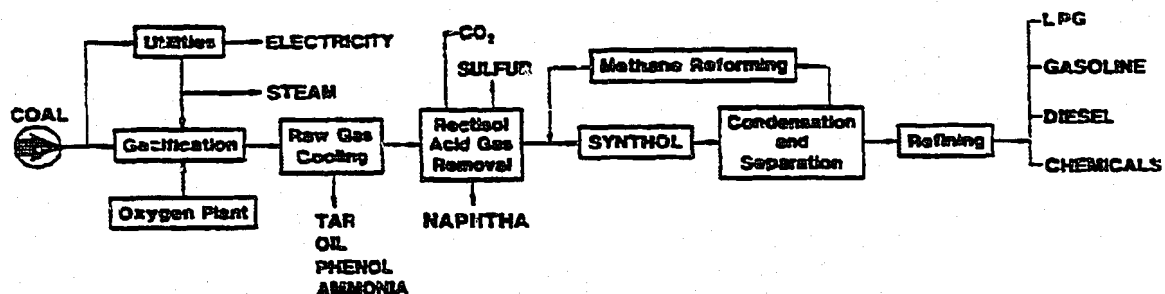 COAL
Utilities
ELECTRICITY
STEAM
Gasification
Oxygen Plant
Raw Gas
Cooling
TAR
OIL
PHENOL
AMMONIA
CO₂
SULFUR
Rectisol
Acid Gas
Removal
NAPHTHA
Methane Reforming
SYNTHOL
Condensation
and
Separation
Refining
LPG
GASOLINE
DIESEL
CHEMICALS